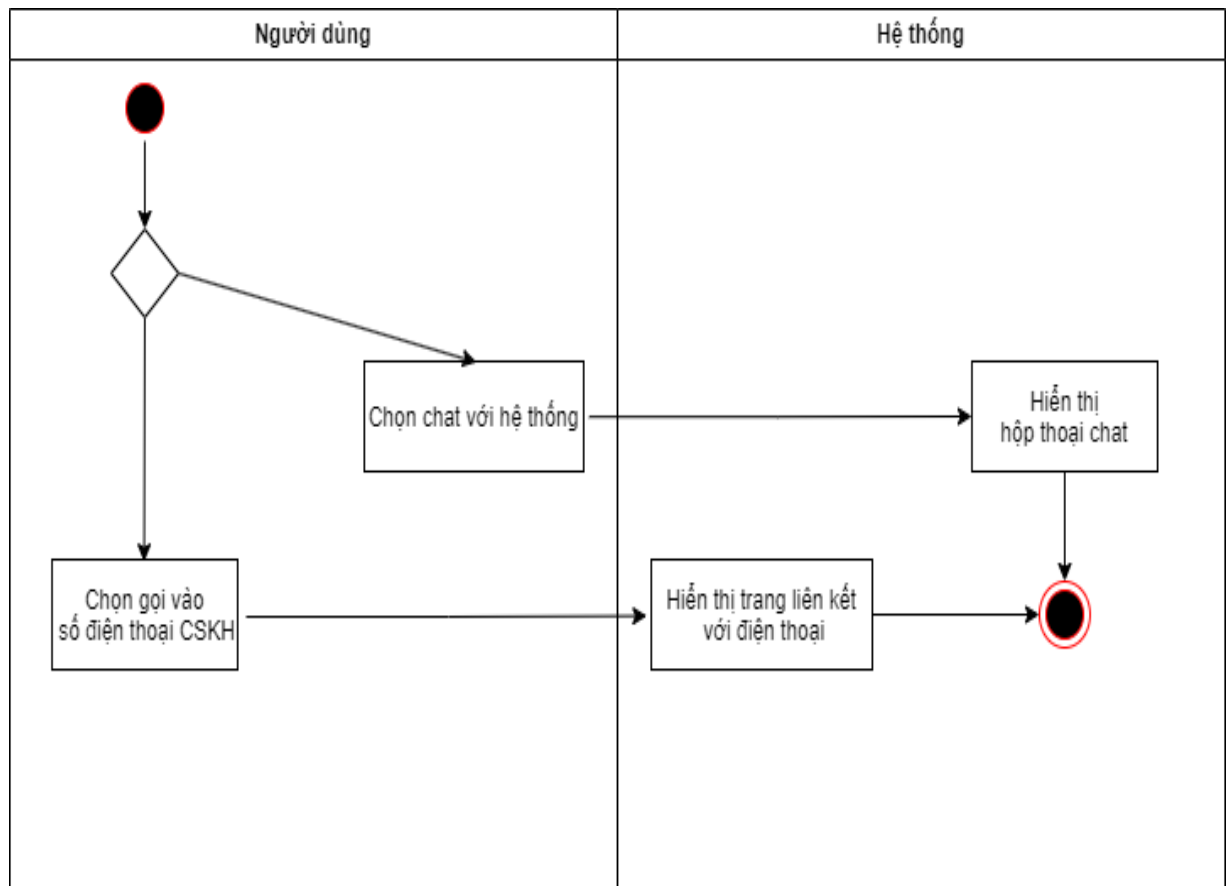 Người dùng
Hệ thống
Chọn chat với hệ thống
Hiển thị
hộp thoại chat
Chọn gọi vào
số điện thoại CSKH
Hiển thị trang liên kết
với điện thoại